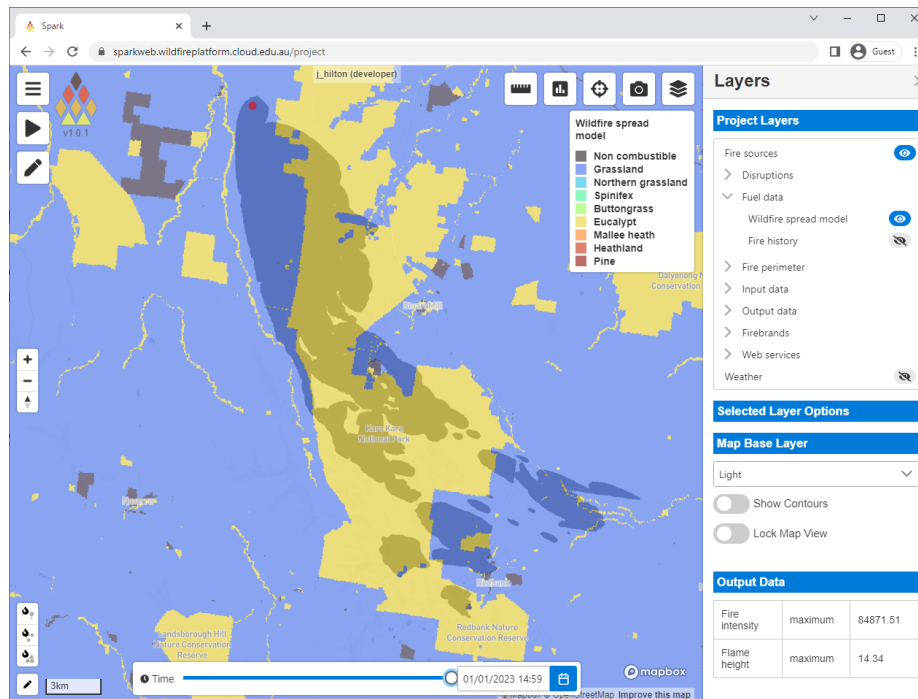 Spark
sparkweb.wildfireplatform.cloud.edu.au/project
Guest
j_hilton (developer)
v1.0.1
Wildfire spread
model
Non combustible
Grassland
Northern grassland
Spinifex
Buttongrass
Eucalypt
Mallee heath
Heathland
Pine
Conservation
Kara Kara
National Park
Redbank
Redbank Nature
Conservation Reserve
Landsborough Hill
Nature Conservation
Reserve
3km
Time
01/01/2023 14:59
mapbox
© Mapbox © OpenStreetMap Improve this map
Layers
Project Layers
Fire sources
Disruptions
Fuel data
Wildfire spread model
Fire history
Fire perimeter
Input data
Output data
Firebrands
Web services
Weather
Selected Layer Options
Map Base Layer
Light
Show Contours
Lock Map View
Output Data
Fire intensity maximum 84871.51
Flame height maximum 14.34